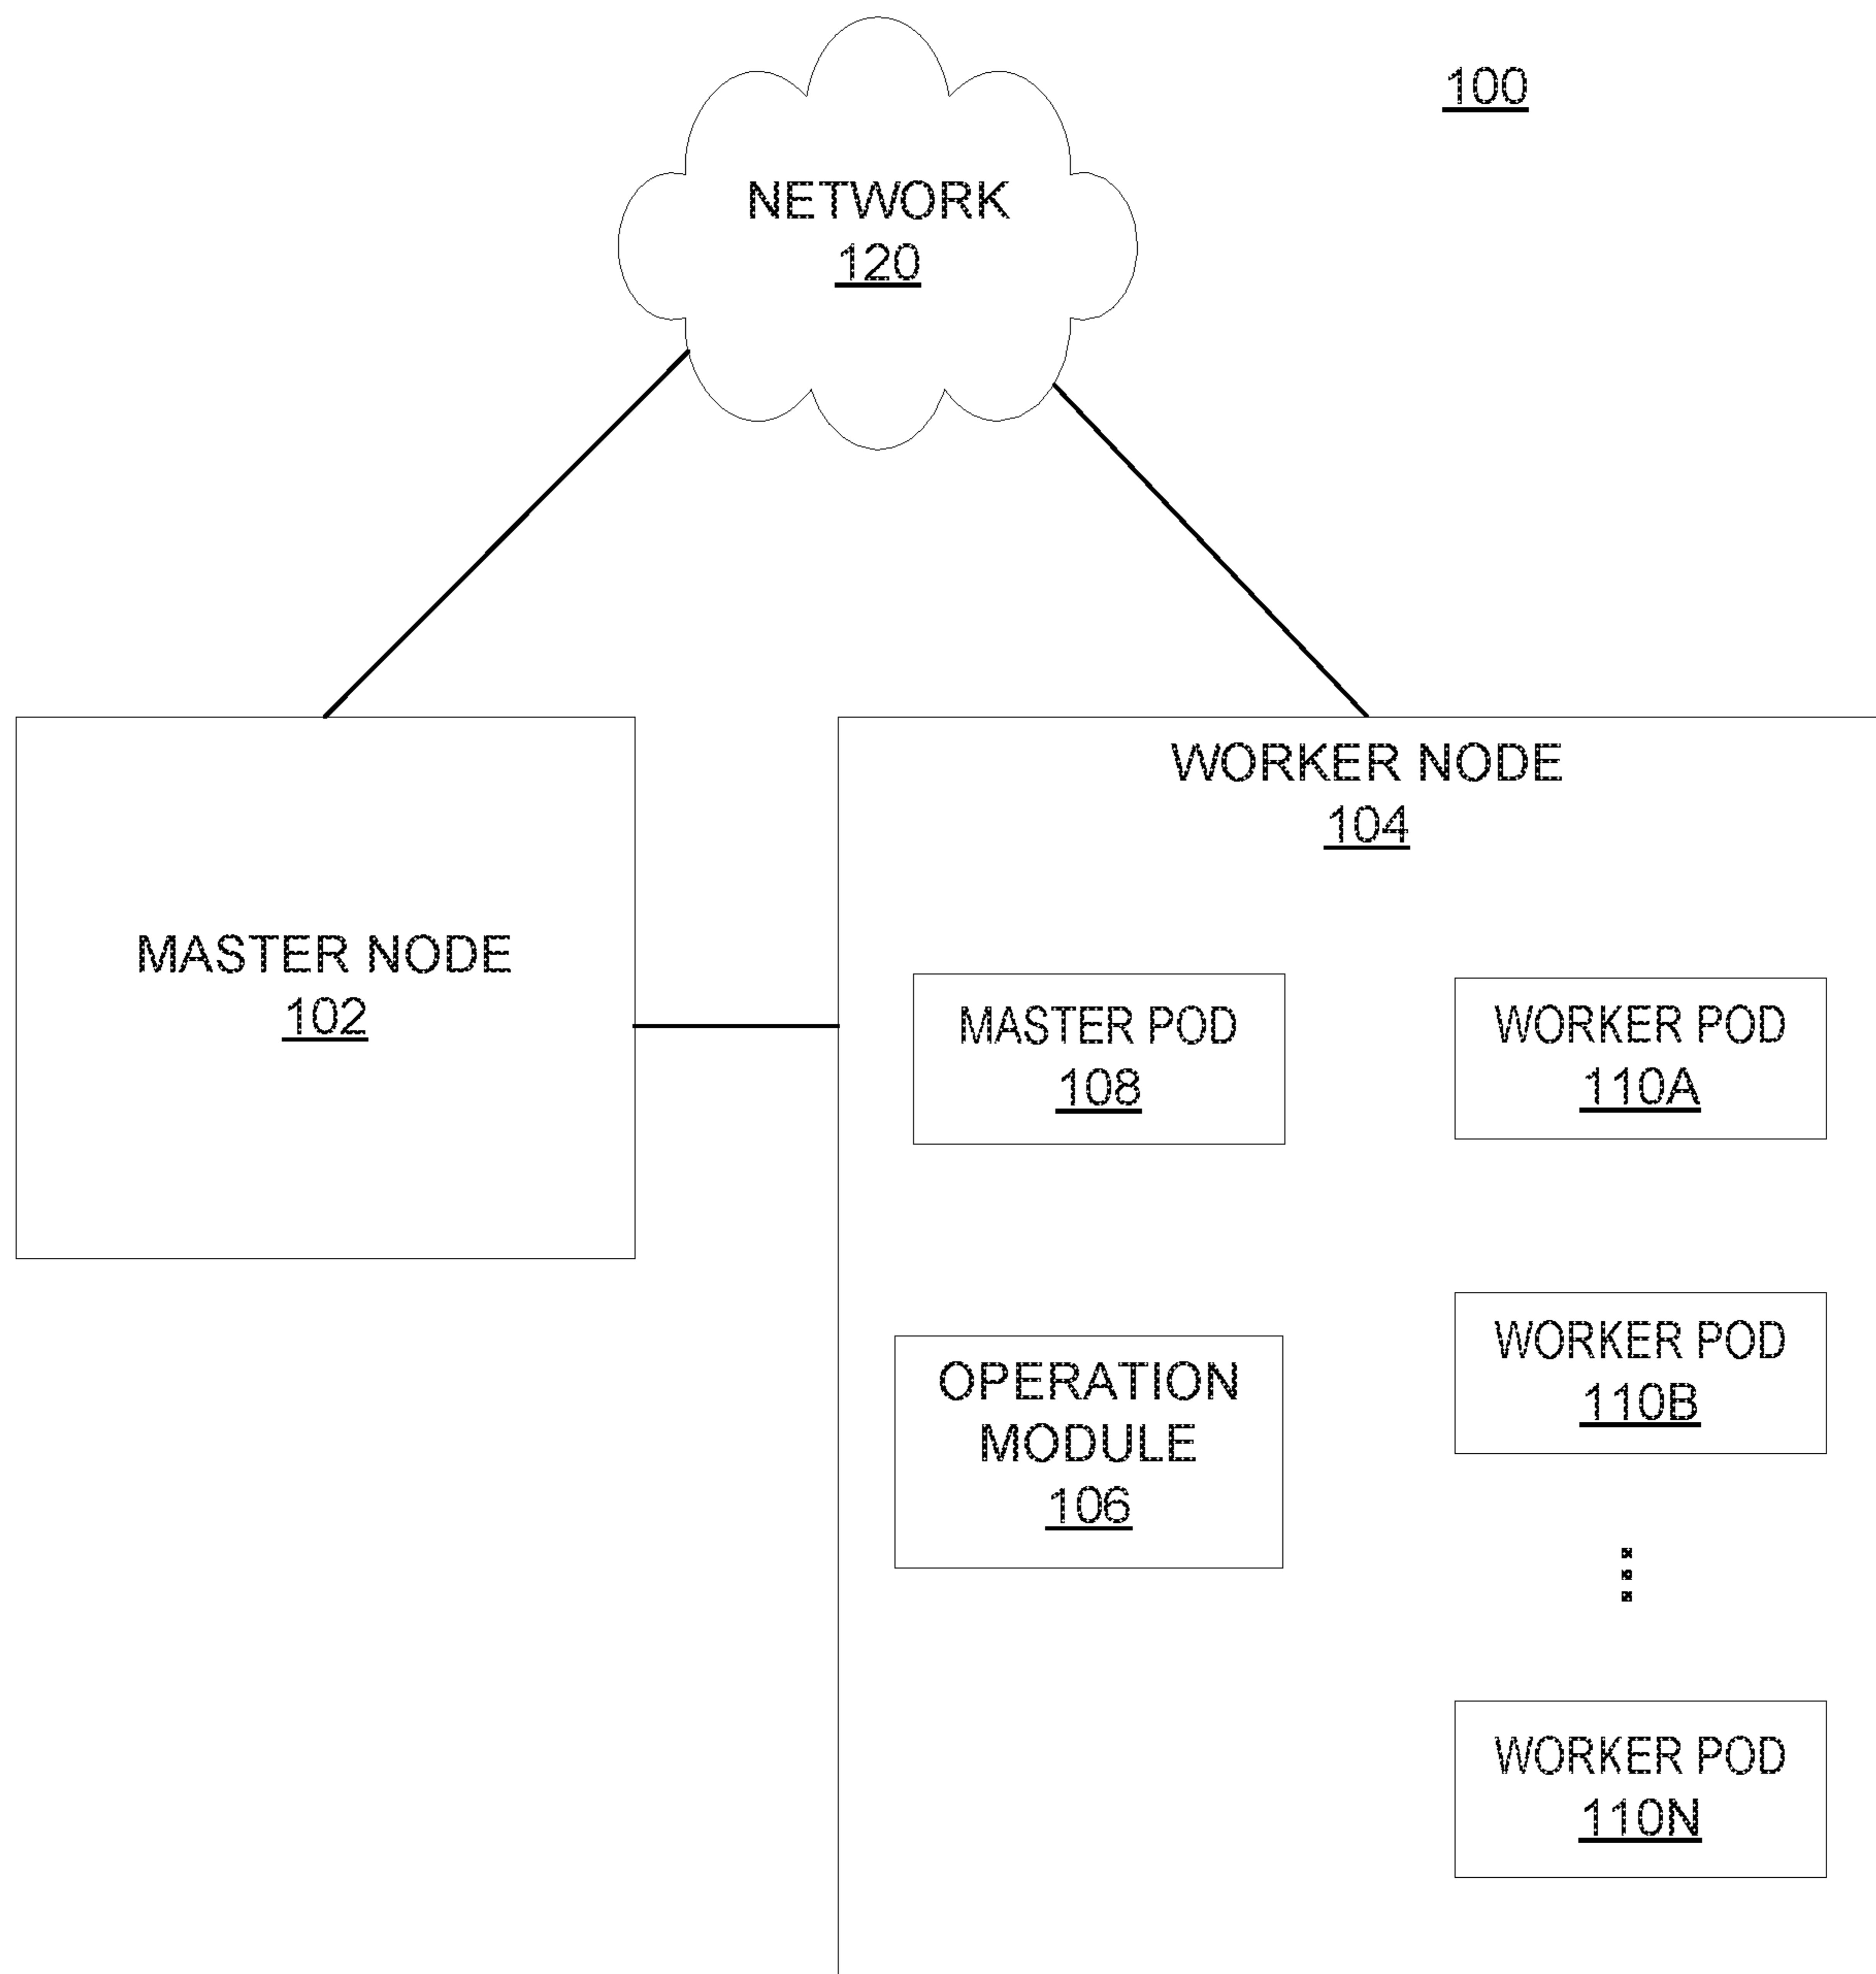 100
NETWORK
120
WORKER NODE
104
MASTER NODE
102
MASTER POD
108
WORKER POD
110A
OPERATION
MODULE
106
WORKER POD
110B
WORKER POD
110N